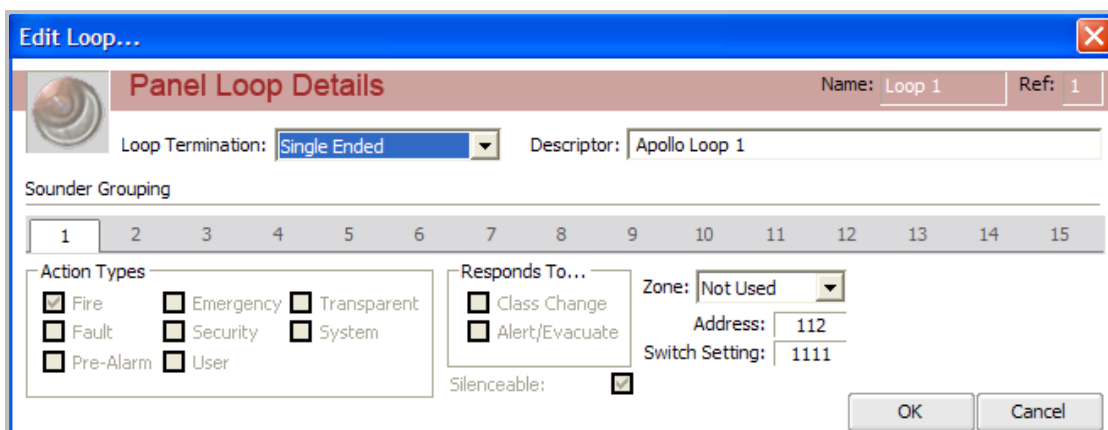 Edit Loop...
Panel Loop Details Name: Loop 1 Ref: 1
Loop Termination: Single Ended Descriptor: Apollo Loop 1
Sounder Grouping
1 2 3 4 5 6 7 8 9 10 11 12 13 14 15
Action Types Responds To...
Fire Emergency Transparent Class Change Zone: Not Used
Fault Security System Alert/Evacuate Address: 112
Pre-Alarm User Switch Setting: 1111
Silenceable:
OK Cancel